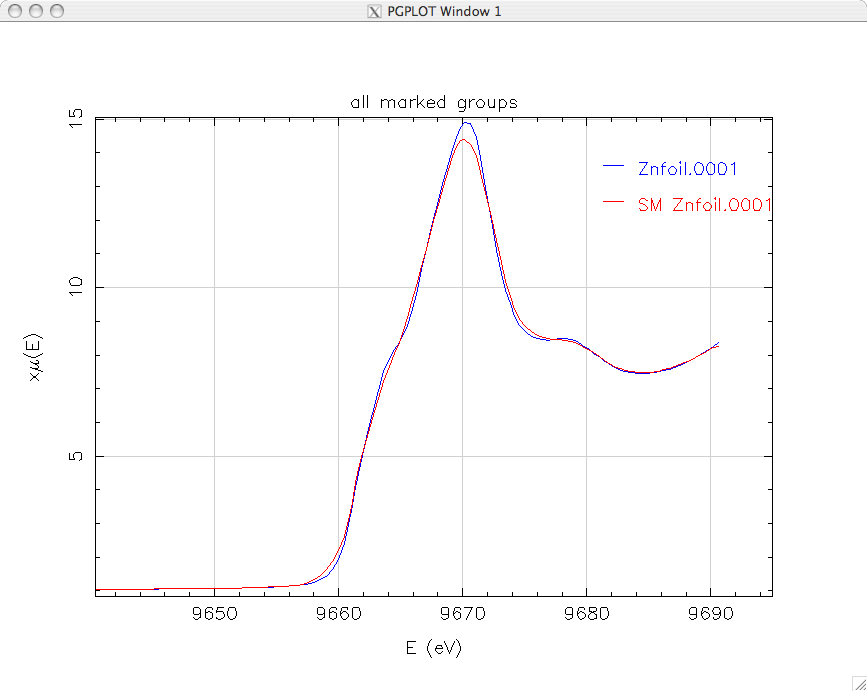 PGPLOT Window 1
all marked groups
15
10
5
xμ(E)
Znfoil.0001
SM Znfoil.0001
9650 9660 9670 9680 9690
E (eV)